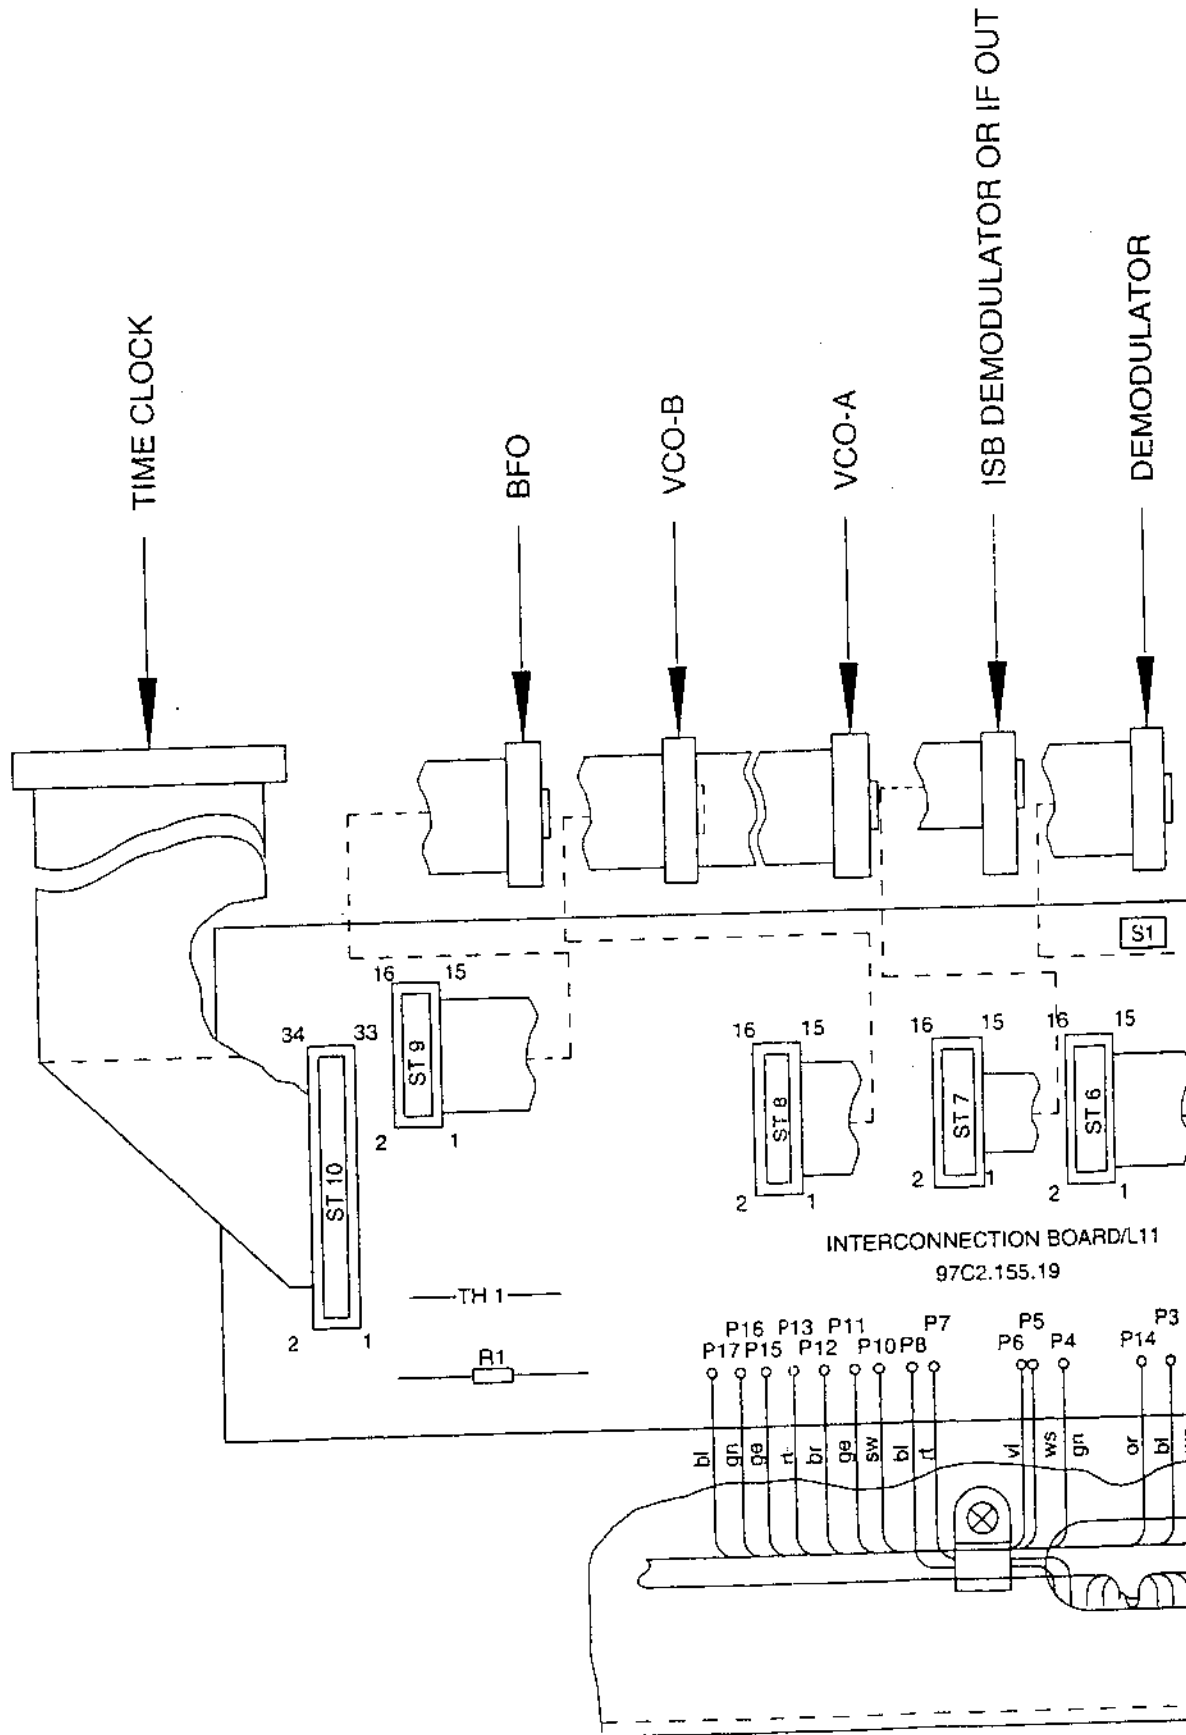 TIME CLOCK
BFO
VCO-B
VCO-A
ISB DEMODULATOR OR IF OUT
DEMODULATOR
S1
16 15
ST 9
2 1
34 33
ST 10
2 1
16 15
ST 8
2 1
16 15
ST 7
2 1
16 15
ST 6
2 1
INTERCONNECTION BOARD/L11
97C2.155.19
TH 1
R1
P16 P13 P11 P7 P5 P3
P17 P15 P12 P10 P8 P6 P4 P14
bl gn ge rt br ge sw bl rt vl ws gn or bl